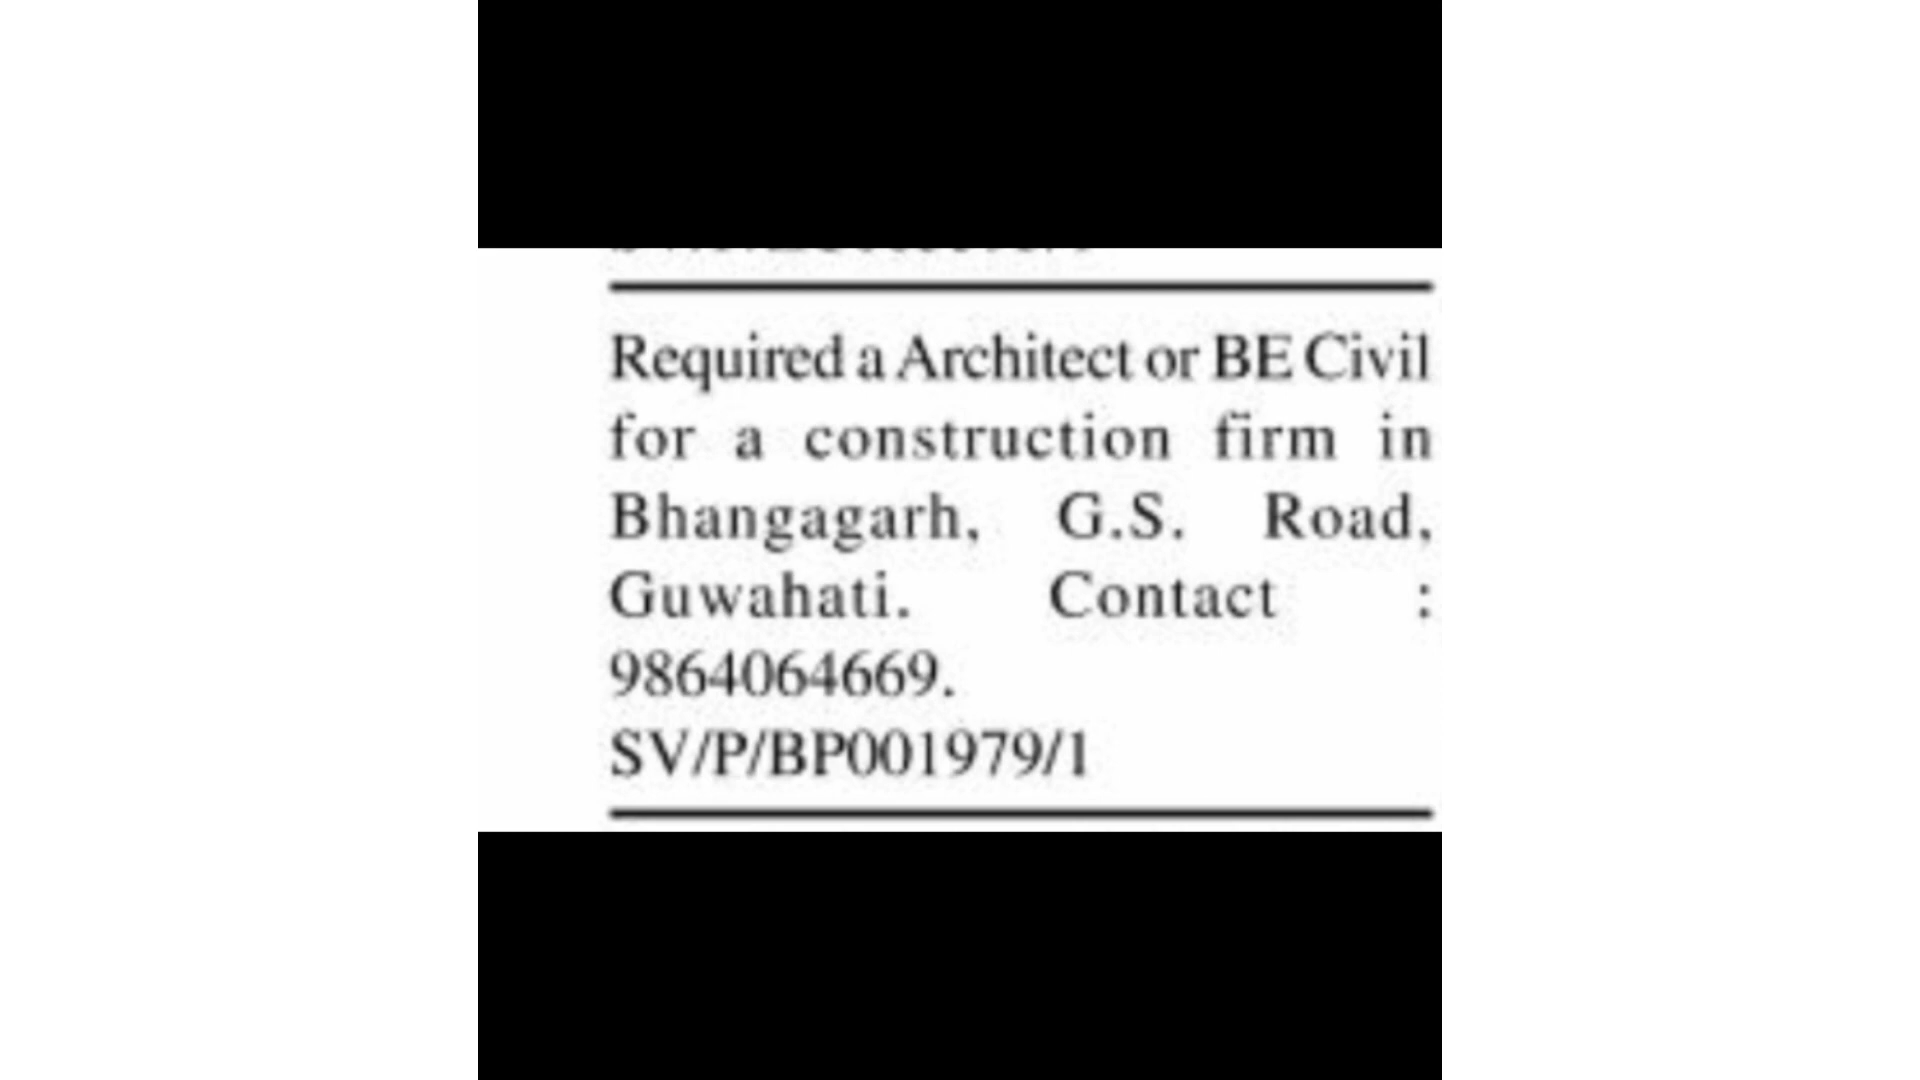 Required a Architect or BE Civil
for a construction firm in
Bhangagarh, G.S. Road,
Guwahati. Contact :
9864064669.
SV/P/BP001979/1